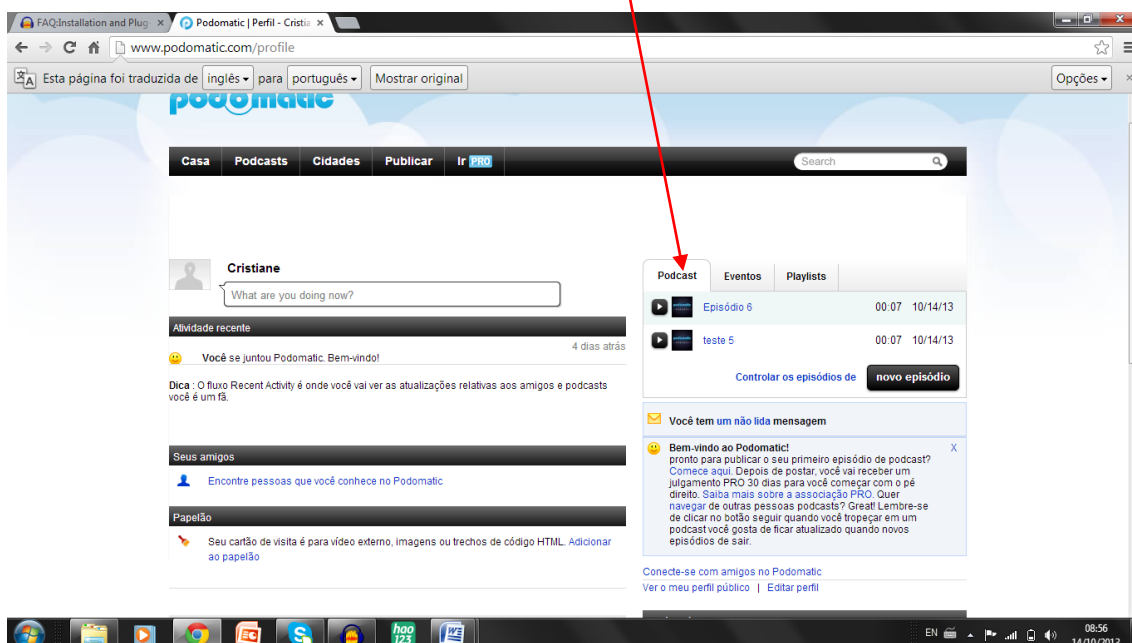 FAQ:Installation and Plug-
Podomatic | Perfil - Cristia
www.podomatic.com/profile
Esta página foi traduzida de inglês para português Mostrar original Opções
podomatic
Casa Podcasts Cidades Publicar Ir PRO Search
Cristiane
What are you doing now?
Atividade recente
4 dias atrás
Você se juntou Podomatic. Bem-vindo!
Dica : O fluxo Recent Activity é onde você vai ver as atualizações relativas aos amigos e podcasts
você é um fã.
Seus amigos
Encontre pessoas que você conhece no Podomatic
Papelão
Seu cartão de visita é para vídeo externo, imagens ou trechos de código HTML. Adicionar
ao papelão
Podcast Eventos Playlists
Episódio 6 00:07 10/14/13
teste 5 00:07 10/14/13
Controlar os episódios de novo episódio
Você tem um não lida mensagem
Bem-vindo ao Podomatic! X
pronto para publicar o seu primeiro episódio de podcast?
Comece aqui. Depois de postar, você vai receber um
julgamento PRO 30 dias para você começar com o pé
direito. Saiba mais sobre a associação PRO. Quer
navegar de outras pessoas podcasts? Great! Lembre-se
de clicar no botão seguir quando você tropeçar em um
podcast você gosta de ficar atualizado quando novos
episódios de sair.
Conecte-se com amigos no Podomatic
Ver o meu perfil público | Editar perfil
hao
123
EN
08:56
14/10/2013